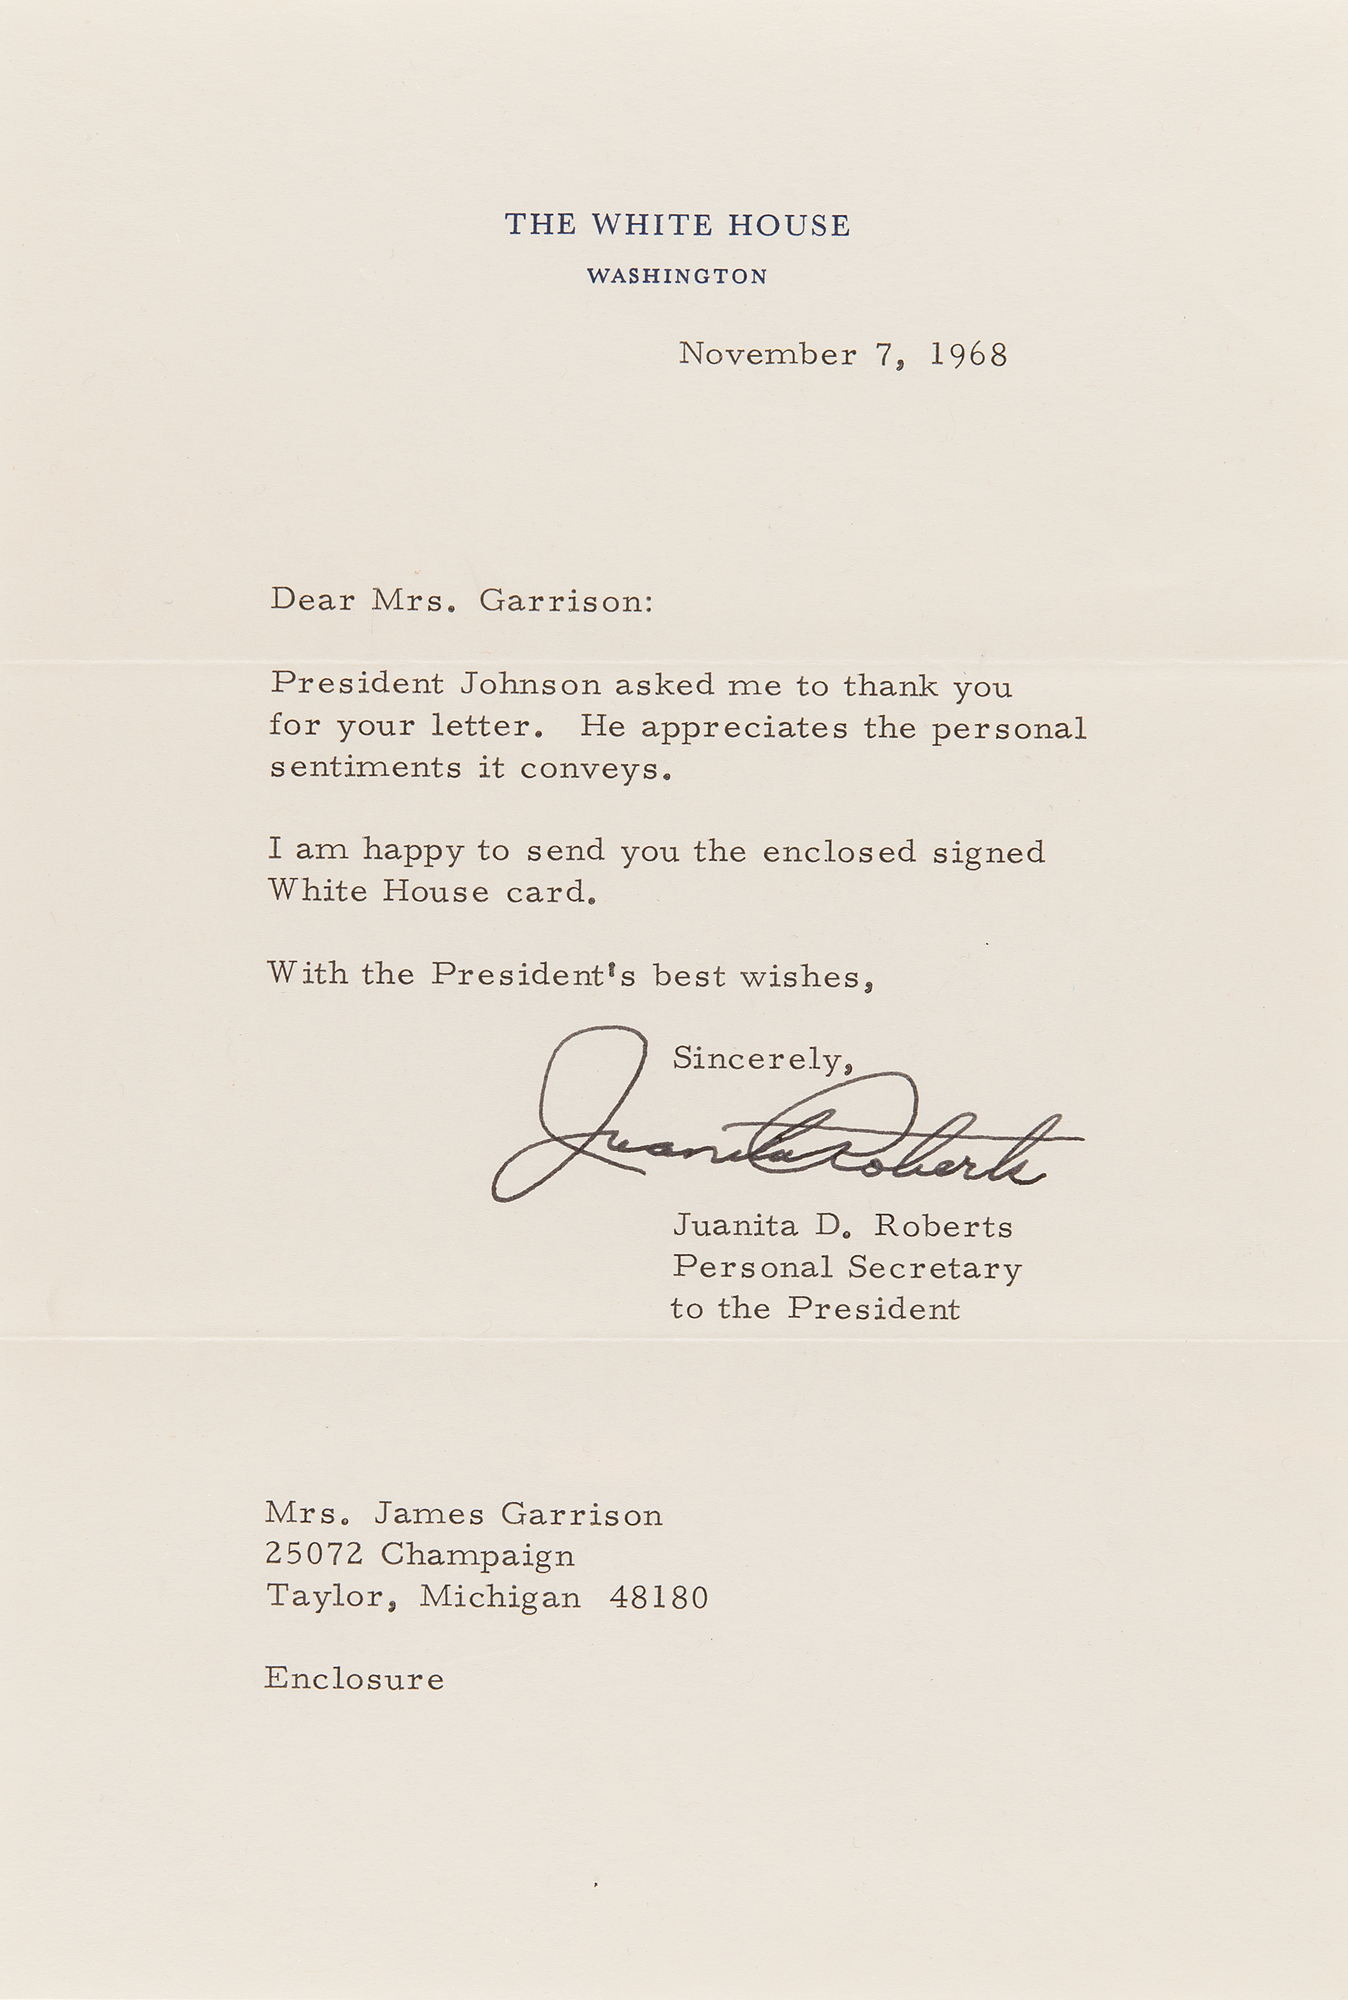 THE WHITE HOUSE
WASHINGTON
November 7, 1968
Dear Mrs. Garrison:
President Johnson asked me to thank you
for your letter.  He appreciates the personal
sentiments it conveys.
I am happy to send you the enclosed signed
White House card.
With the President's best wishes,
Sincerely,
Juanita Roberts
Juanita D. Roberts
Personal Secretary
to the President
Mrs. James Garrison
25072 Champaign
Taylor, Michigan  48180
Enclosure